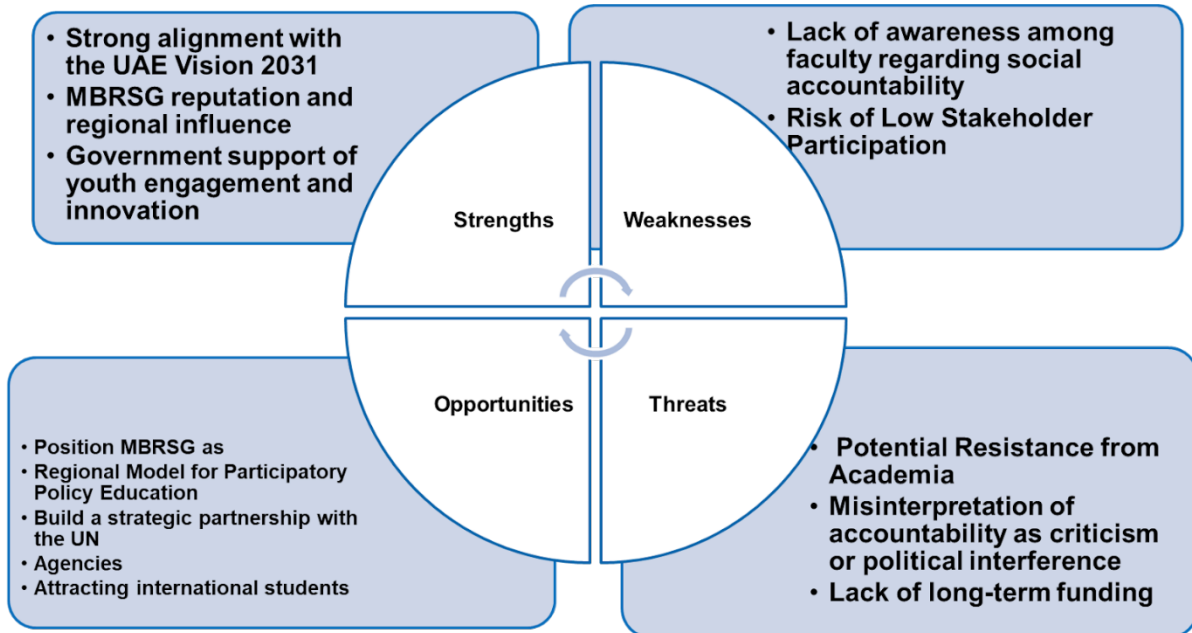 • Strong alignment with
the UAE Vision 2031
• MBRSG reputation and
regional influence
• Government support of
youth engagement and
innovation
• Lack of awareness among
faculty regarding social
accountability
• Risk of Low Stakeholder
Participation
Strengths
Weaknesses
Opportunities
Threats
• Position MBRSG as
• Regional Model for Participatory
Policy Education
• Build a strategic partnership with
the UN
• Agencies
• Attracting international students
• Potential Resistance from
Academia
• Misinterpretation of
accountability as criticism
or political interference
• Lack of long-term funding